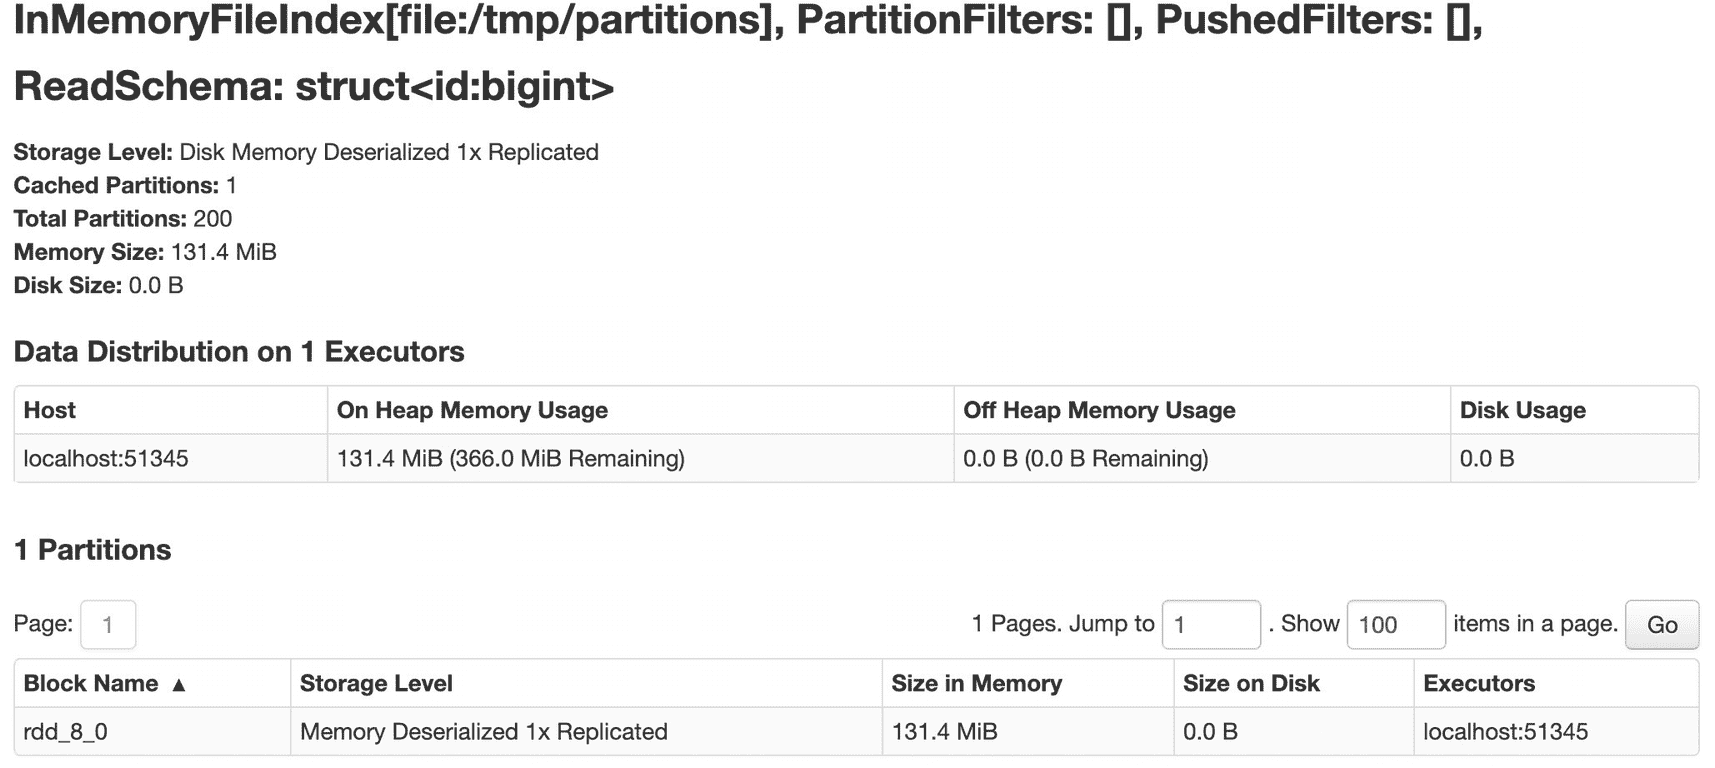 InMemoryFileIndex[file:/tmp/partitions], PartitionFilters: [], PushedFilters: [],
ReadSchema: struct<id:bigint>
Storage Level: Disk Memory Deserialized 1x Replicated
Cached Partitions: 1
Total Partitions: 200
Memory Size: 131.4 MiB
Disk Size: 0.0 B
Data Distribution on 1 Executors
Host On Heap Memory Usage Off Heap Memory Usage Disk Usage
localhost:51345 131.4 MiB (366.0 MiB Remaining) 0.0 B (0.0 B Remaining) 0.0 B
1 Partitions
Page: 1 1 Pages. Jump to 1 . Show 100 items in a page. Go
Block Name ▲ Storage Level Size in Memory Size on Disk Executors
rdd_8_0 Memory Deserialized 1x Replicated 131.4 MiB 0.0 B localhost:51345